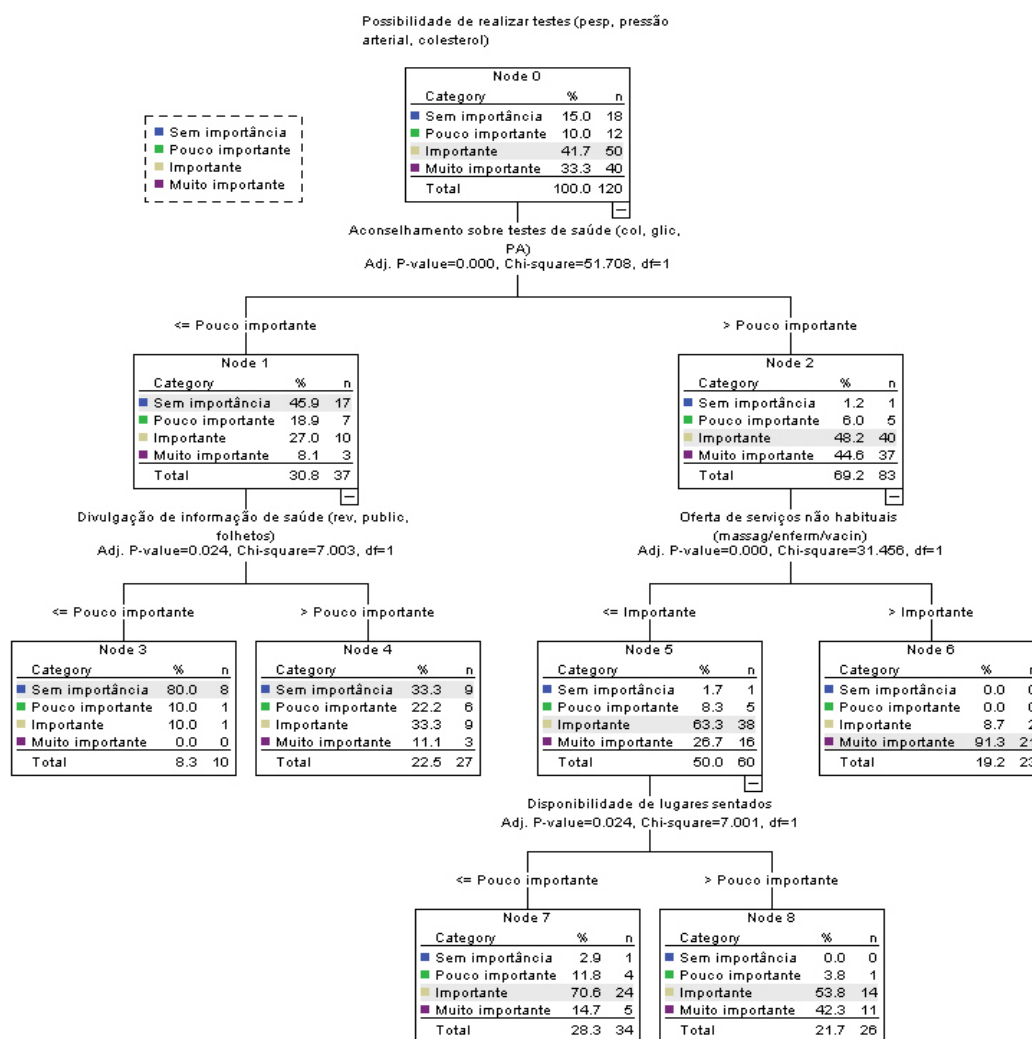 Possibilidade de realizar testes (pesp, pressão
arterial, colesterol)
Node 0
Category % n
Sem importância 15.0 18
Pouco importante 10.0 12
Importante 41.7 50
Muito importante 33.3 40
Total 100.0 120
Sem importância
Pouco importante
Importante
Muito importante
Aconselhamento sobre testes de saúde (col, glic,
PA)
Adj. P-value=0.000, Chi-square=51.708, df=1
<= Pouco importante
> Pouco importante
Node 1
Category % n
Sem importância 45.9 17
Pouco importante 18.9 7
Importante 27.0 10
Muito importante 8.1 3
Total 30.8 37
Node 2
Category % n
Sem importância 1.2 1
Pouco importante 6.0 5
Importante 48.2 40
Muito importante 44.6 37
Total 69.2 83
Divulgação de informação de saúde (rev, public,
folhetos)
Adj. P-value=0.024, Chi-square=7.003, df=1
Oferta de serviços não habituais
(massag/enferm/vacin)
Adj. P-value=0.000, Chi-square=31.456, df=1
<= Pouco importante
> Pouco importante
<= Importante
> Importante
Node 3
Category % n
Sem importância 80.0 8
Pouco importante 10.0 1
Importante 10.0 1
Muito importante 0.0 0
Total 8.3 10
Node 4
Category % n
Sem importância 33.3 9
Pouco importante 22.2 6
Importante 33.3 9
Muito importante 11.1 3
Total 22.5 27
Node 5
Category % n
Sem importância 1.7 1
Pouco importante 8.3 5
Importante 63.3 38
Muito importante 26.7 16
Total 50.0 60
Node 6
Category % n
Sem importância 0.0 0
Pouco importante 0.0 0
Importante 8.7 2
Muito importante 91.3 21
Total 19.2 23
Disponibilidade de lugares sentados
Adj. P-value=0.024, Chi-square=7.001, df=1
<= Pouco importante
> Pouco importante
Node 7
Category % n
Sem importância 2.9 1
Pouco importante 11.8 4
Importante 70.6 24
Muito importante 14.7 5
Total 28.3 34
Node 8
Category % n
Sem importância 0.0 0
Pouco importante 3.8 1
Importante 53.8 14
Muito importante 42.3 11
Total 21.7 26